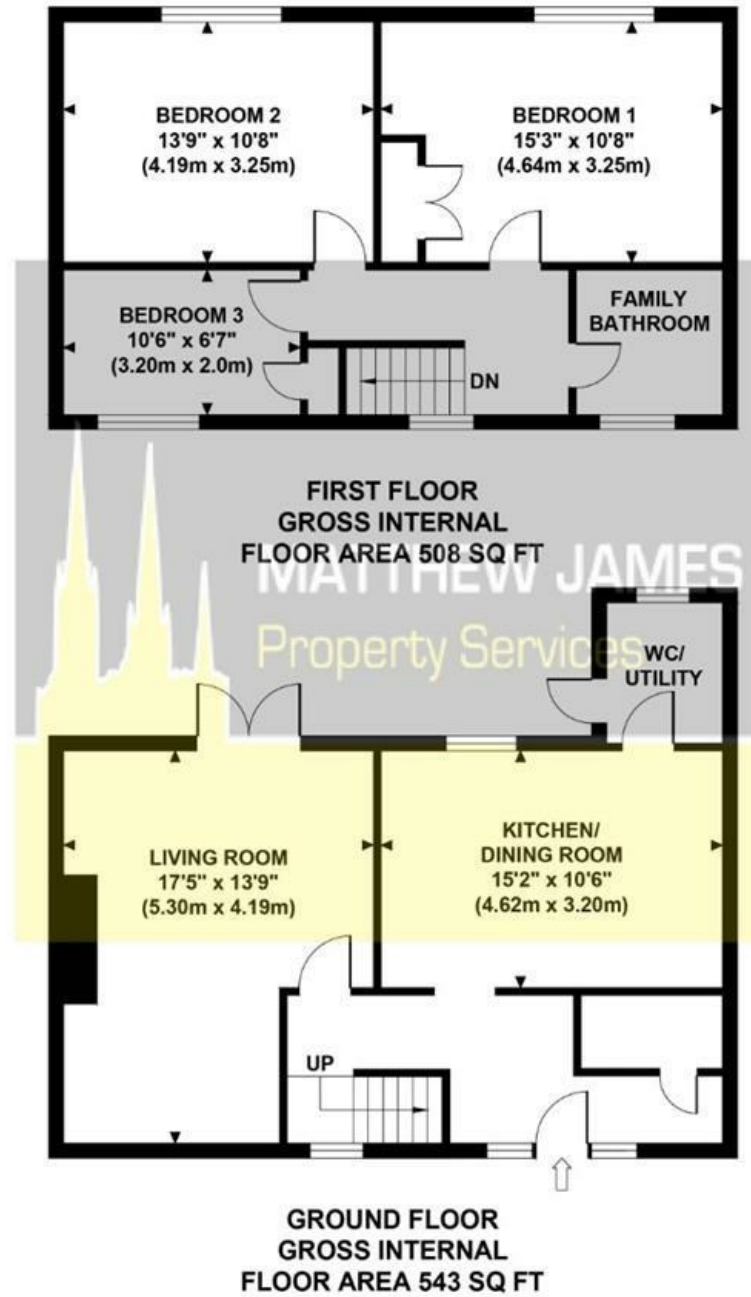 BEDROOM 2
13'9" x 10'8"
(4.19m x 3.25m)
BEDROOM 1
15'3" x 10'8"
(4.64m x 3.25m)
BEDROOM 3
10'6" x 6'7"
(3.20m x 2.0m)
FAMILY
BATHROOM
DN
FIRST FLOOR
GROSS INTERNAL
FLOOR AREA 508 SQ FT
MATTHEW JAMES
Property Services
WC/
UTILITY
LIVING ROOM
17'5" x 13'9"
(5.30m x 4.19m)
KITCHEN/
DINING ROOM
15'2" x 10'6"
(4.62m x 3.20m)
UP
GROUND FLOOR
GROSS INTERNAL
FLOOR AREA 543 SQ FT